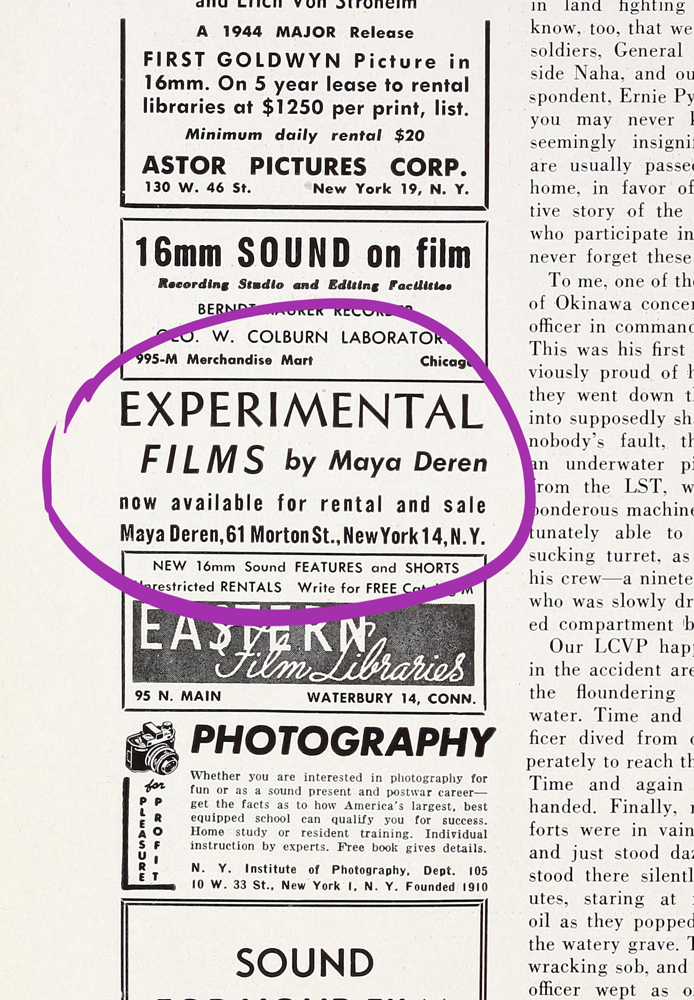 and Erich Von Stroheim
A 1944 MAJOR Release
FIRST GOLDWYN Picture in
16mm. On 5 year lease to rental
libraries at $1250 per print, list.
Minimum daily rental $20
ASTOR PICTURES CORP.
130 W. 46 St. New York 19, N. Y.
16mm SOUND on film
Recording Studio and Editing Facilities
BERNDT-MAURER RECORDER
GEO. W. COLBURN LABORATORY
995-M Merchandise Mart Chicago
EXPERIMENTAL
FILMS by Maya Deren
now available for rental and sale
Maya Deren, 61 Morton St., New York 14, N.Y.
NEW 16mm Sound FEATURES and SHORTS
Unrestricted RENTALS Write for FREE Catalog M
EASTERN
Film Libraries
95 N. MAIN WATERBURY 14, CONN.
PHOTOGRAPHY
for
PLEASURE
PROFIT
Whether you are interested in photography for
fun or as a sound present and postwar career—
get the facts as to how America's largest, best
equipped school can qualify you for success.
Home study or resident training. Individual
instruction by experts. Free book gives details.
N. Y. Institute of Photography, Dept. 105
10 W. 33 St., New York 1, N. Y. Founded 1910
SOUND
FOR YOUR FILM
in land fighting
know, too, that we
soldiers, General
side Naha, and ou
spondent, Ernie Py
you may never
seemingly insignif
are usually passe
home, in favor of
tive story of the
who participate in
never forget these
To me, one of the
of Okinawa concer
officer in comman
This was his first
viously proud of h
they went down t
into supposedly sh
nobody's fault, th
an underwater pi
from the LST, w
ponderous machine
tunately able to
sucking turret, as
his crew—a ninete
who was slowly dr
ed compartment b
Our LCVP happ
in the accident are
the floundering
water. Time and
ficer dived from o
perately to reach th
Time and again
handed. Finally, r
forts were in vain
and just stood daz
stood there silentl
utes, staring at
oil as they popped
the watery grave. T
wracking sob, and
officer wept as o